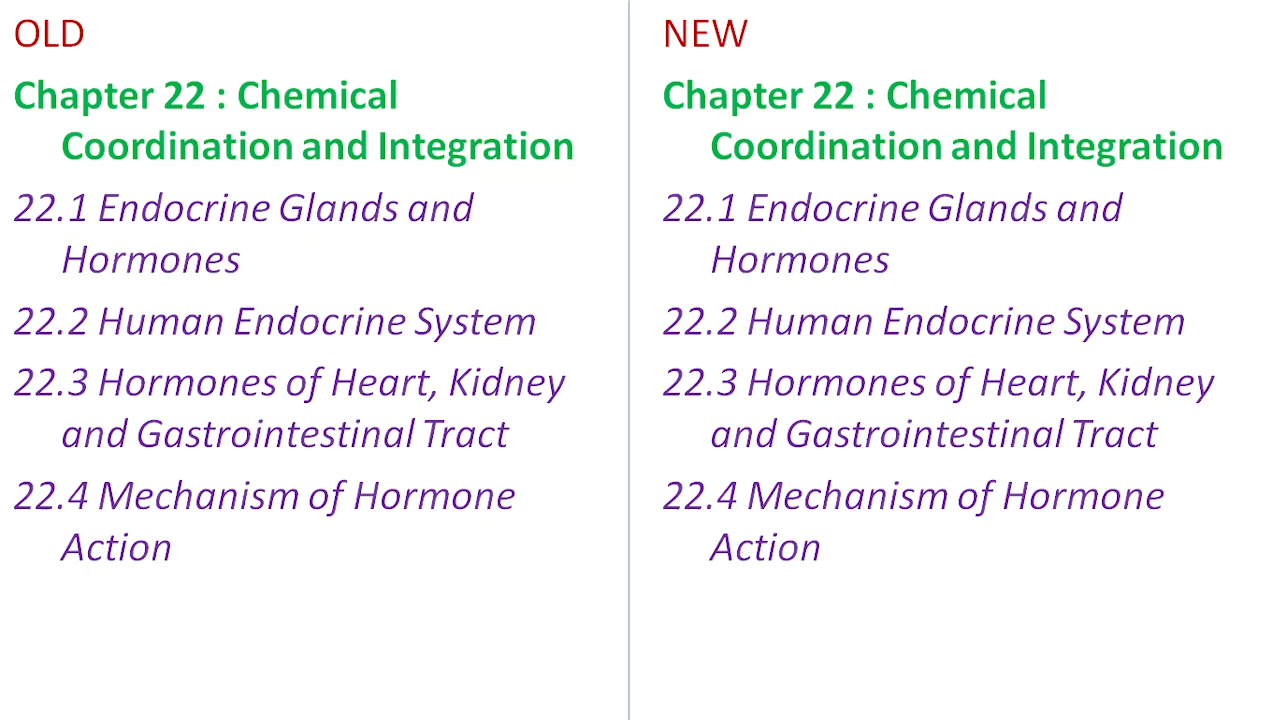 OLD
Chapter 22 : Chemical
Coordination and Integration
22.1 Endocrine Glands and
Hormones
22.2 Human Endocrine System
22.3 Hormones of Heart, Kidney
and Gastrointestinal Tract
22.4 Mechanism of Hormone
Action
NEW
Chapter 22 : Chemical
Coordination and Integration
22.1 Endocrine Glands and
Hormones
22.2 Human Endocrine System
22.3 Hormones of Heart, Kidney
and Gastrointestinal Tract
22.4 Mechanism of Hormone
Action